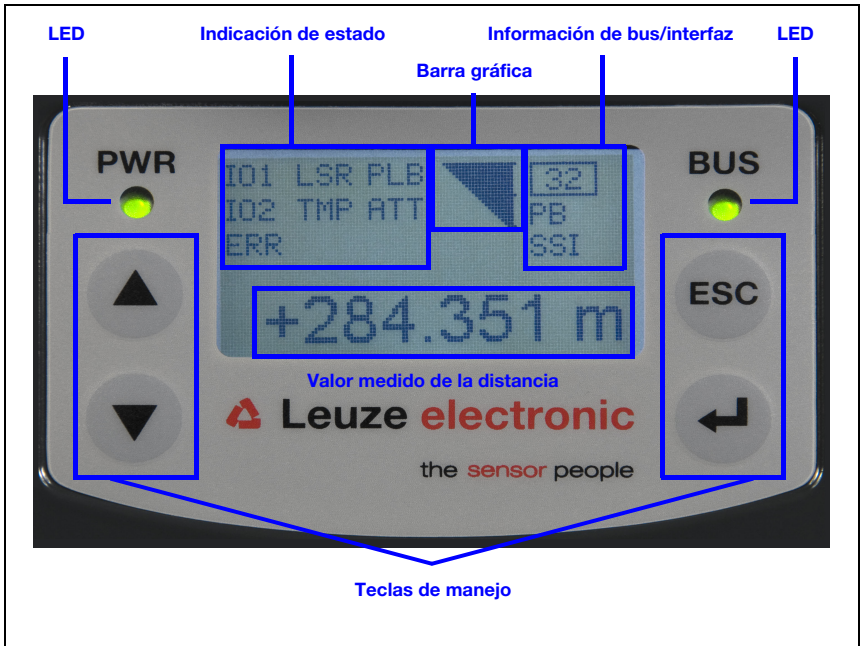 LED Indicación de estado Información de bus/interfaz LED
Barra gráfica
PWR BUS
IO1 LSR PLB 32
IO2 TMP ATT PB
ERR SSI
ESC
+284.351 m
Valor medido de la distancia
Leuze electronic
the sensor people
Teclas de manejo